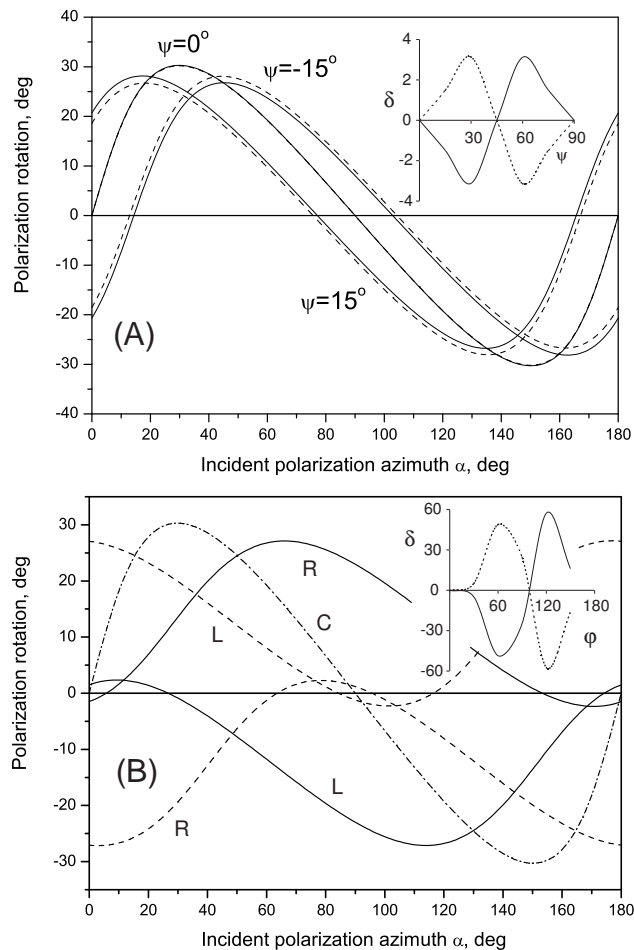 40
30
20
10
0
-10
-20
-30
-40
Polarization rotation, deg
ψ=0°
ψ=-15°
ψ=15°
(A)
4
2
0
-2
-4
δ
30
60
90
ψ
0
20
40
60
80
100
120
140
160
180
Incident polarization azimuth α, deg
30
20
10
0
-10
-20
-30
Polarization rotation, deg
R
L
C
L
R
(B)
60
30
0
-30
-60
δ
60
120
180
φ
0
20
40
60
80
100
120
140
160
180
Incident polarization azimuth α, deg